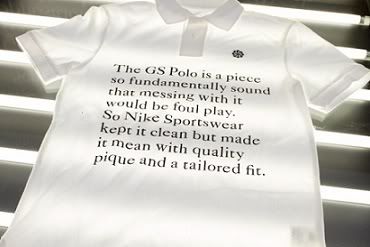 The GS Polo is a piece
so fundamentally sound
that messing with it
would be foul play.
So Nike Sportswear
kept it clean but made
it mean with quality
pique and a tailored fit.